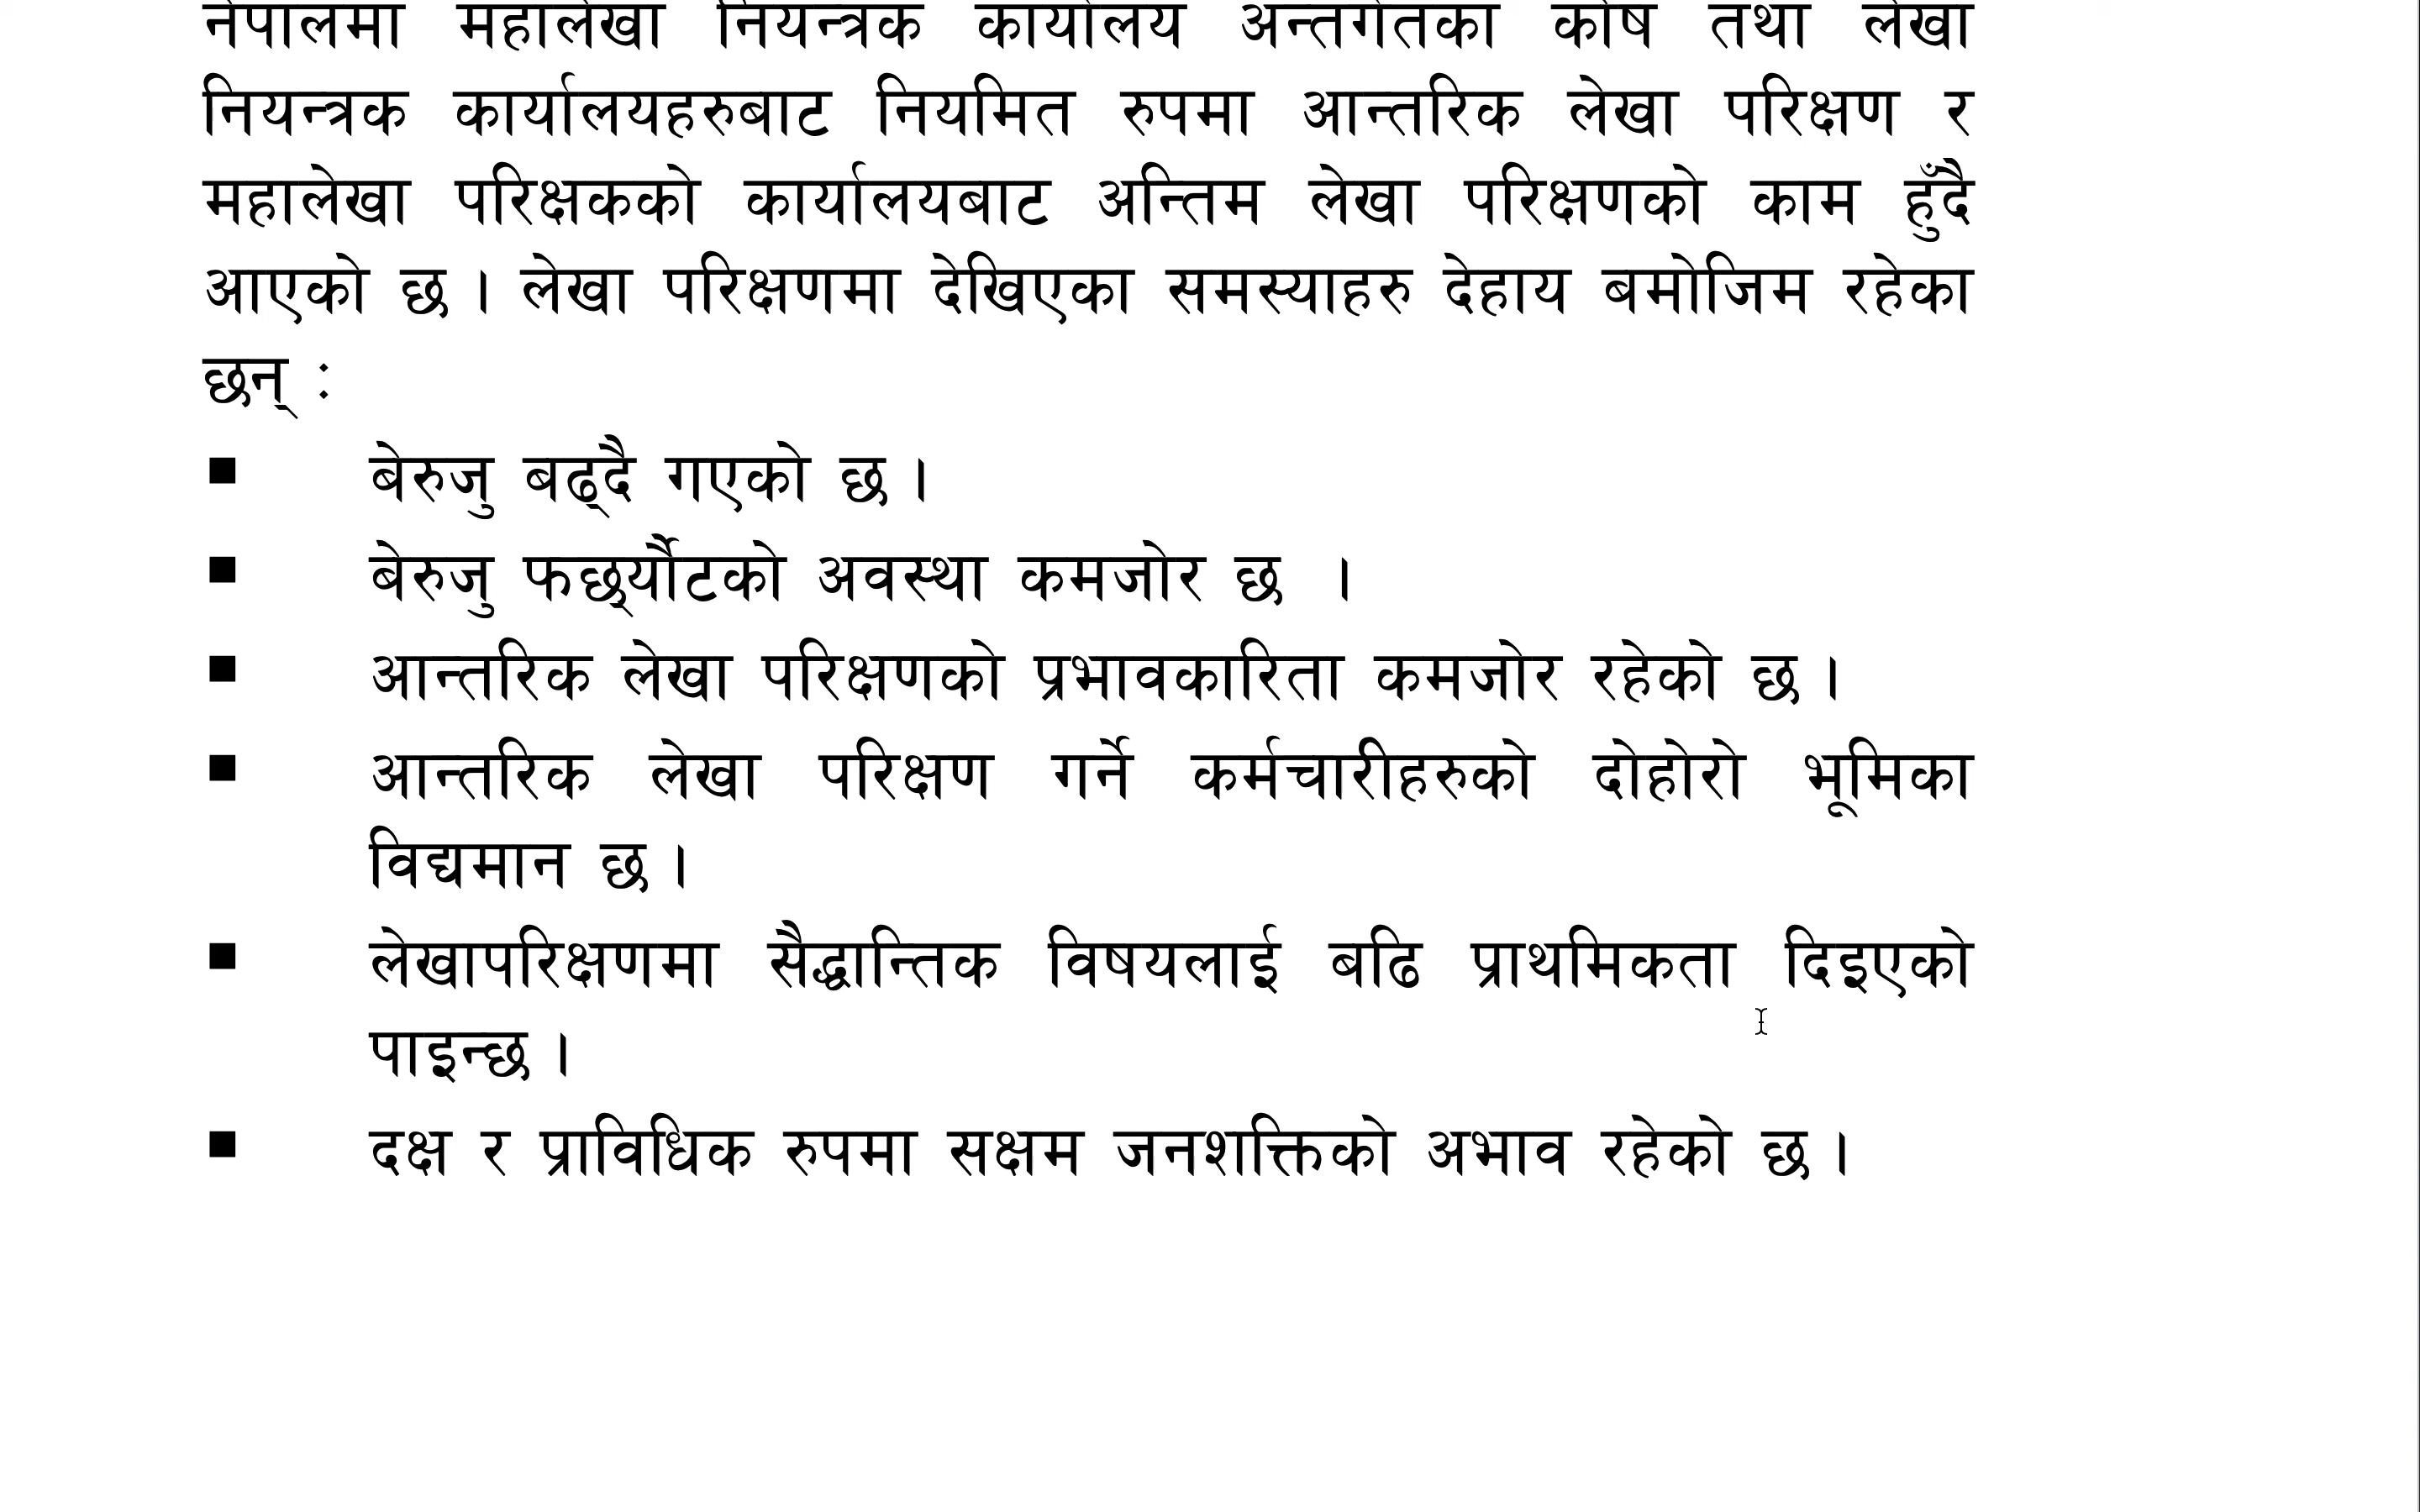 नेपालमा महालेखा नियन्त्रक कार्यालय अन्तर्गतका कोष तथा लेखा
नियन्त्रक कार्यालयहरुबाट नियमित रुपमा आन्तरिक लेखा परिक्षण र
महालेखा परिक्षकको कार्यालयबाट अन्तिम लेखा परिक्षणको काम हुँदै
आएको छ । लेखा परिक्षणमा देखिएका समस्याहरु देहाय बमोजिम रहेका
छन् :
■ बेरुजु बढ्दै गएको छ ।
■ बेरुजु फछ्र्यौटको अवस्था कमजोर छ ।
■ आन्तरिक लेखा परिक्षणको प्रभावकारिता कमजोर रहेको छ ।
■ आन्तरिक लेखा परिक्षण गर्ने कर्मचारीहरुको दोहोरो भूमिका
विद्यमान छ ।
■ लेखापरिक्षणमा सैद्धान्तिक विषयलाई बढि प्राथमिकता दिइएको
पाइन्छ ।
■ दक्ष र प्राविधिक रुपमा सक्षम जनशक्तिको अभाव रहेको छ ।